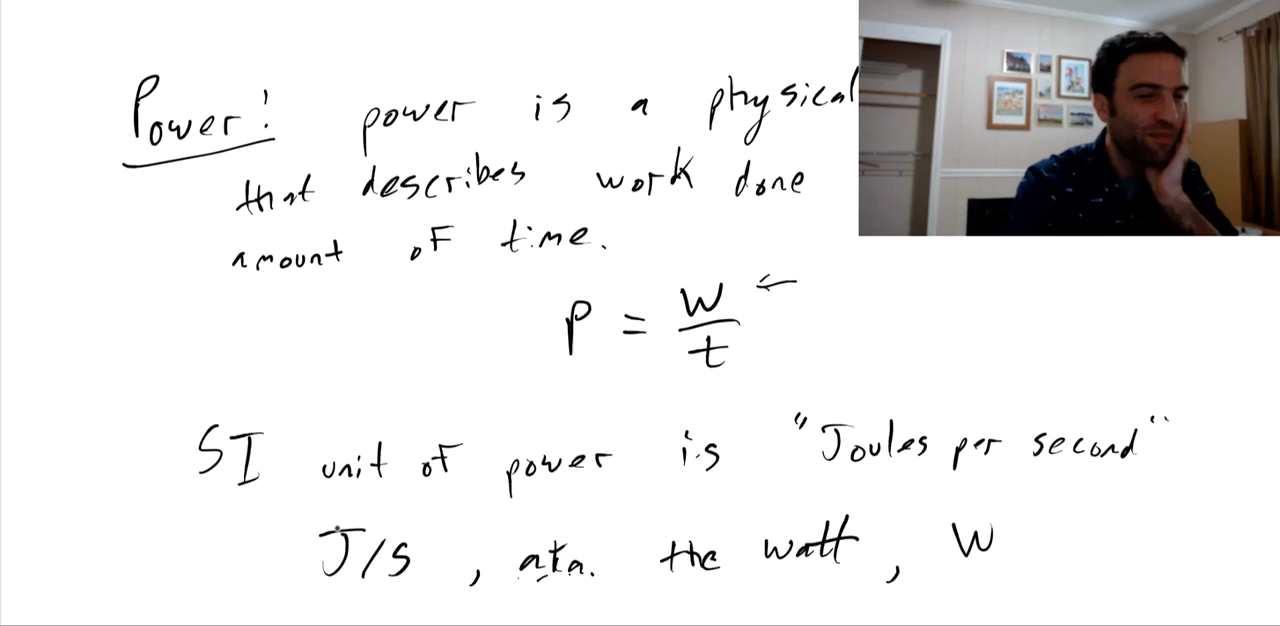 Power! power is a physical
that describes work done
amount of time.
P = W/t ←
SI unit of power is "Joules per second"
J/s, aka. the watt, W